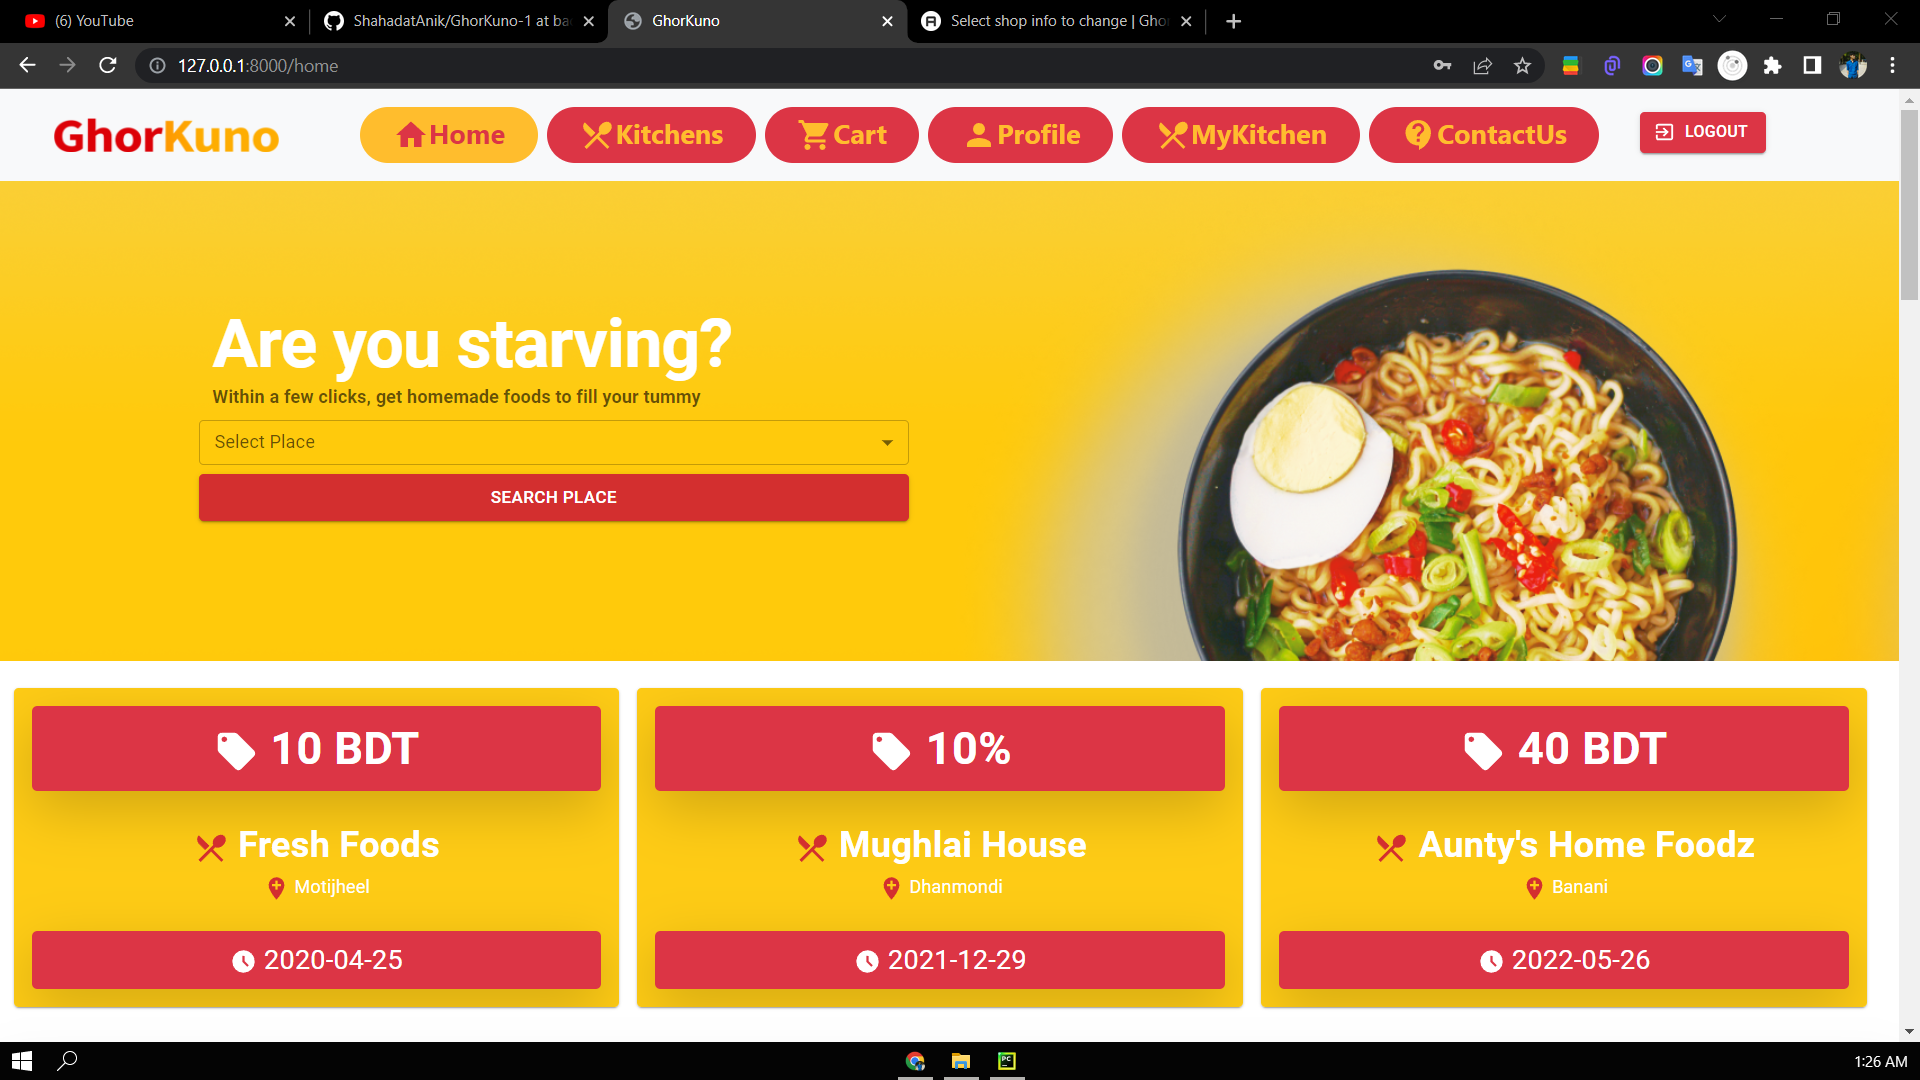 (6) YouTube
ShahadatAnik/GhorKuno-1 at ba
GhorKuno
Select shop info to change | Ghor
127.0.0.1:8000/home
GhorKuno
Home
Kitchens
Cart
Profile
MyKitchen
ContactUs
LOGOUT
Are you starving?
Within a few clicks, get homemade foods to fill your tummy
Select Place
SEARCH PLACE
10 BDT
Fresh Foods
Motijheel
2020-04-25
10%
Mughlai House
Dhanmondi
2021-12-29
40 BDT
Aunty's Home Foodz
Banani
2022-05-26
1:26 AM